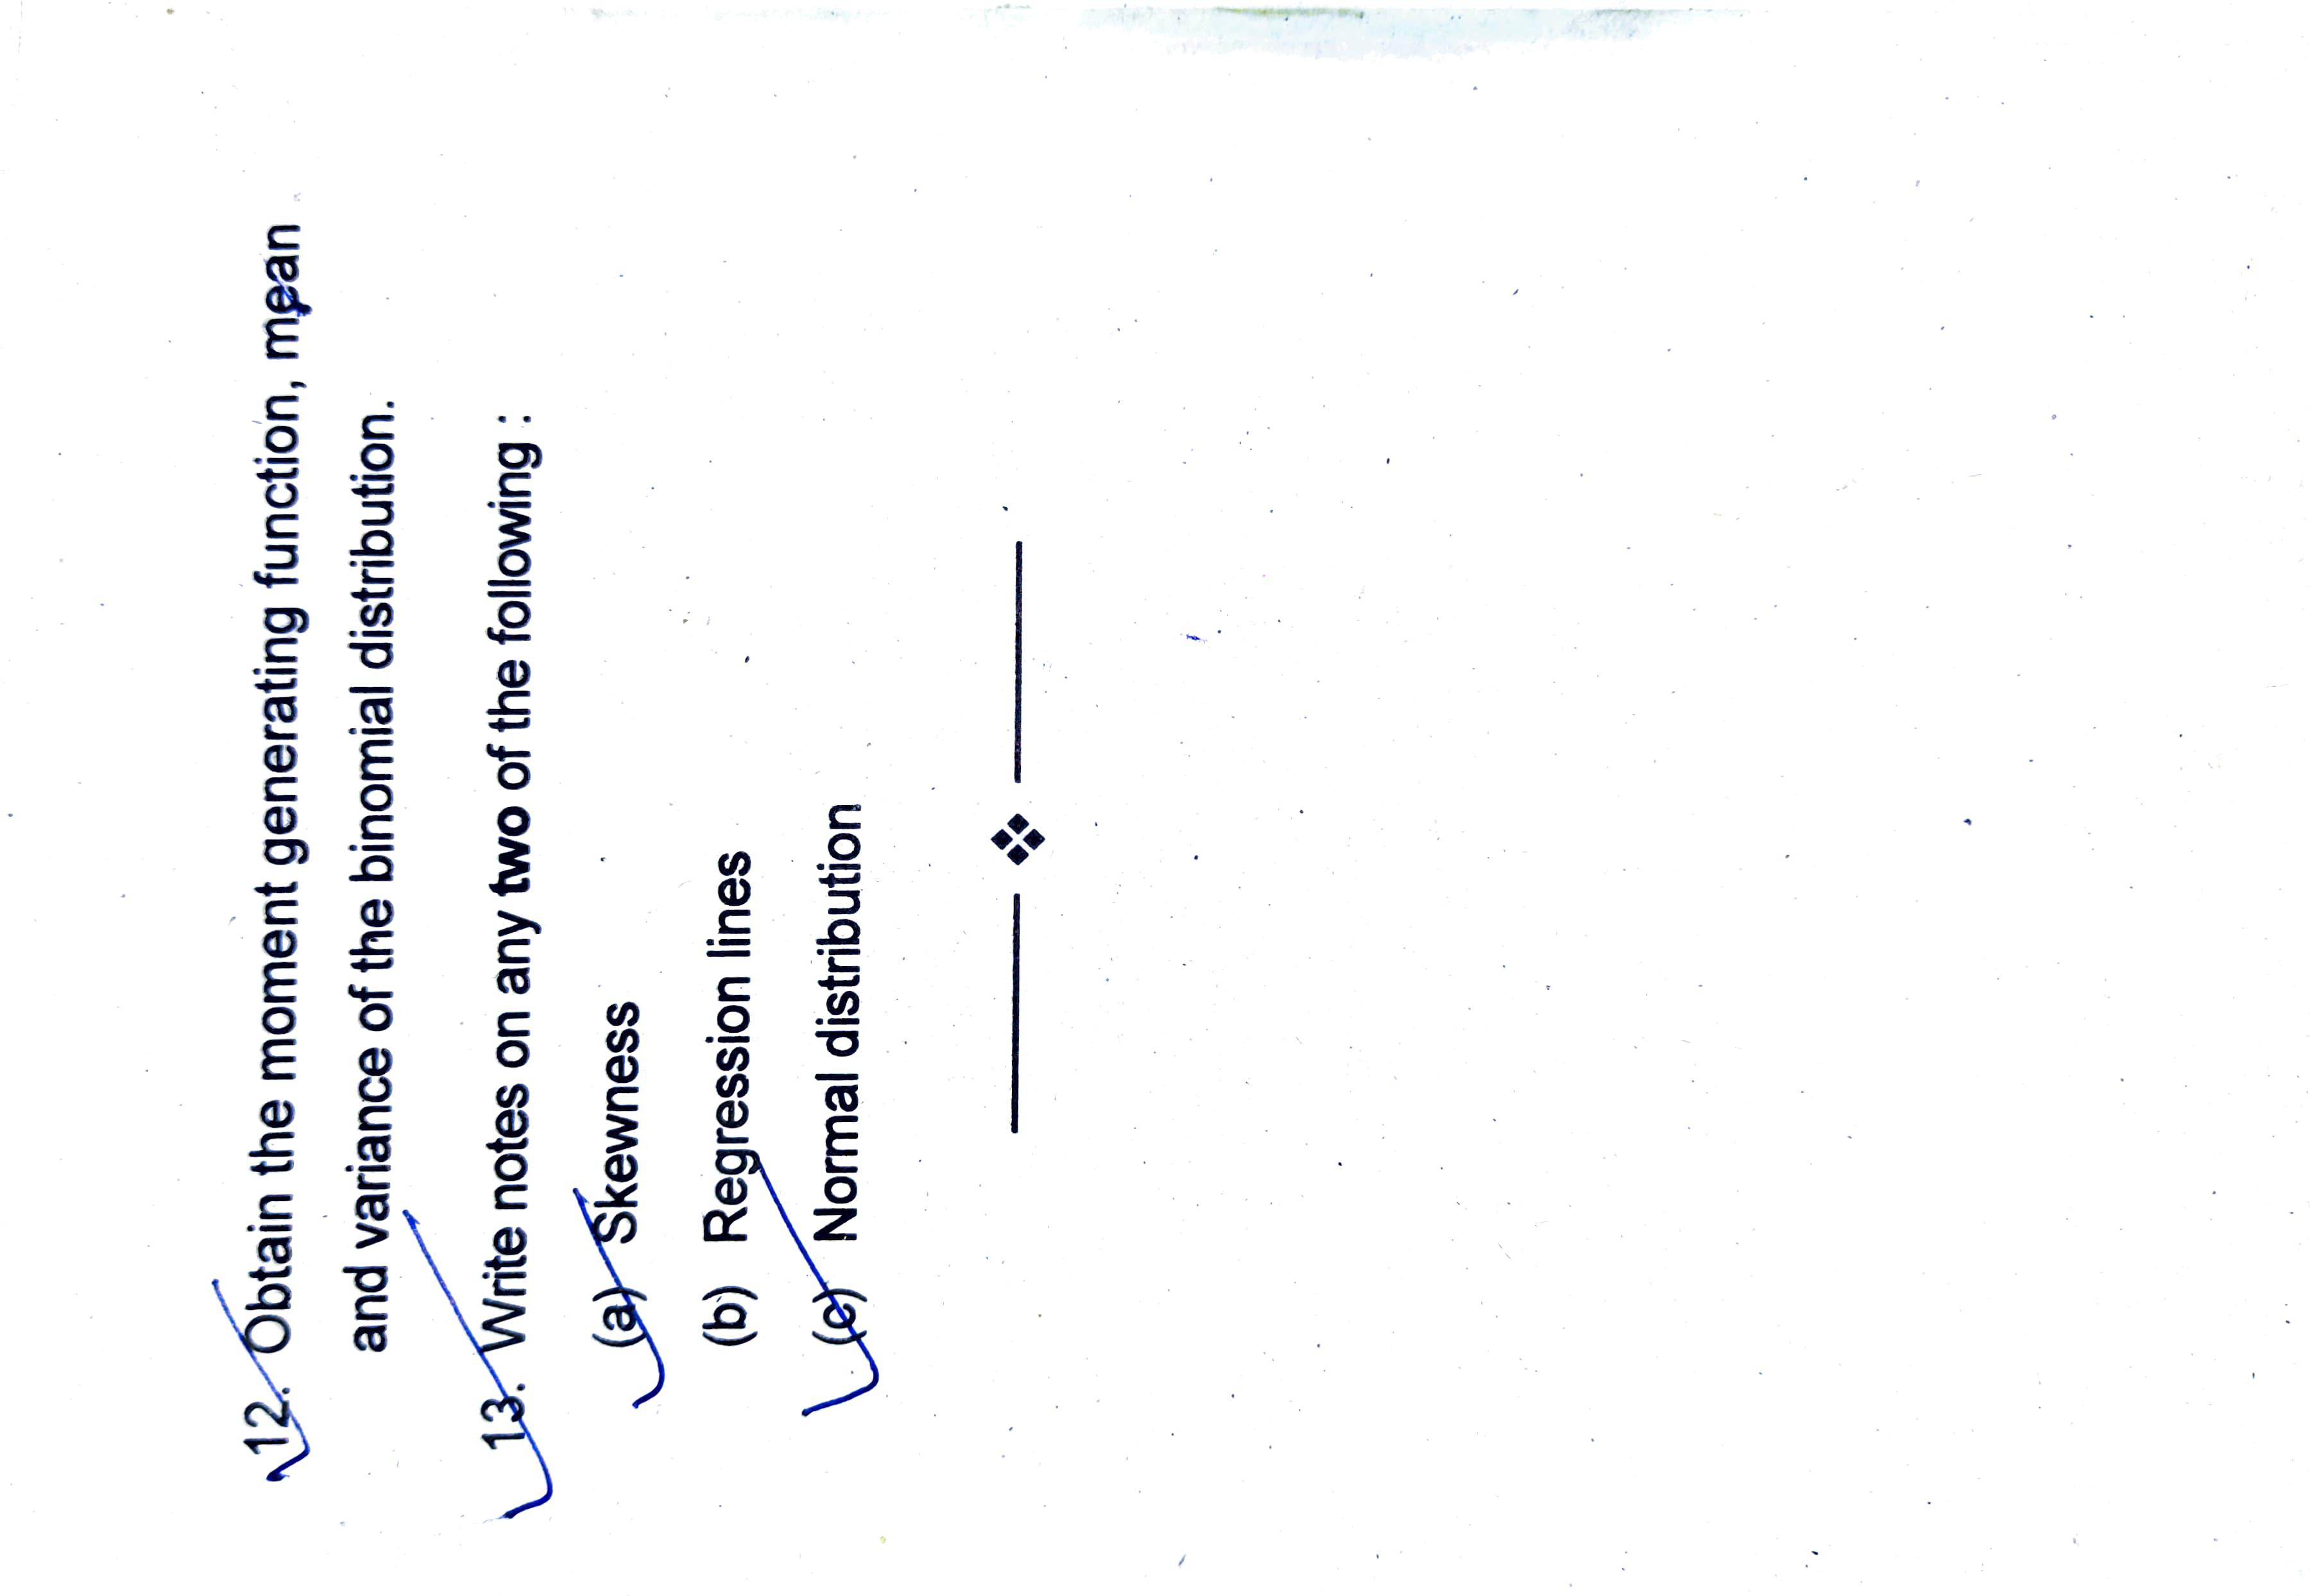 12. Obtain the moment generating function, mean
and variance of the binomial distribution.
13. Write notes on any two of the following :
(a) Skewness
(b) Regression lines
(c) Normal distribution